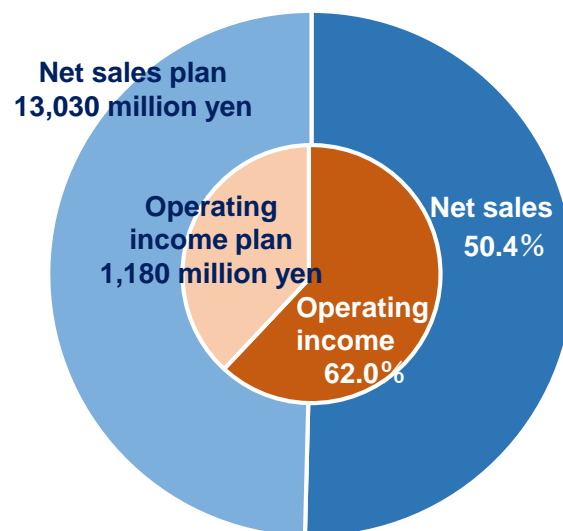 Net sales plan
13,030 million yen
Net sales
50.4%
Operating
income plan
1,180 million yen
Operating
income
62.0%